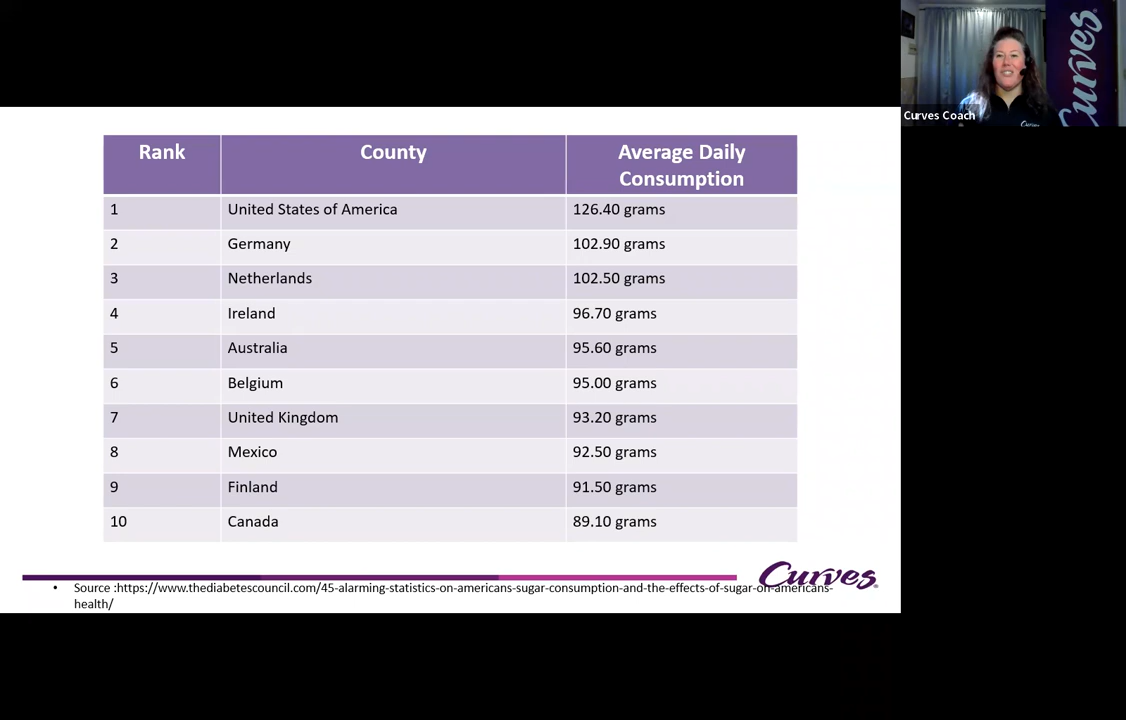 Curves
Curves
Curves Coach
Rank County Average Daily
Consumption
1 United States of America 126.40 grams
2 Germany 102.90 grams
3 Netherlands 102.50 grams
4 Ireland 96.70 grams
5 Australia 95.60 grams
6 Belgium 95.00 grams
7 United Kingdom 93.20 grams
8 Mexico 92.50 grams
9 Finland 91.50 grams
10 Canada 89.10 grams
Curves
• Source :https://www.thediabetescouncil.com/45-alarming-statistics-on-americans-sugar-consumption-and-the-effects-of-sugar-on-americans-
health/